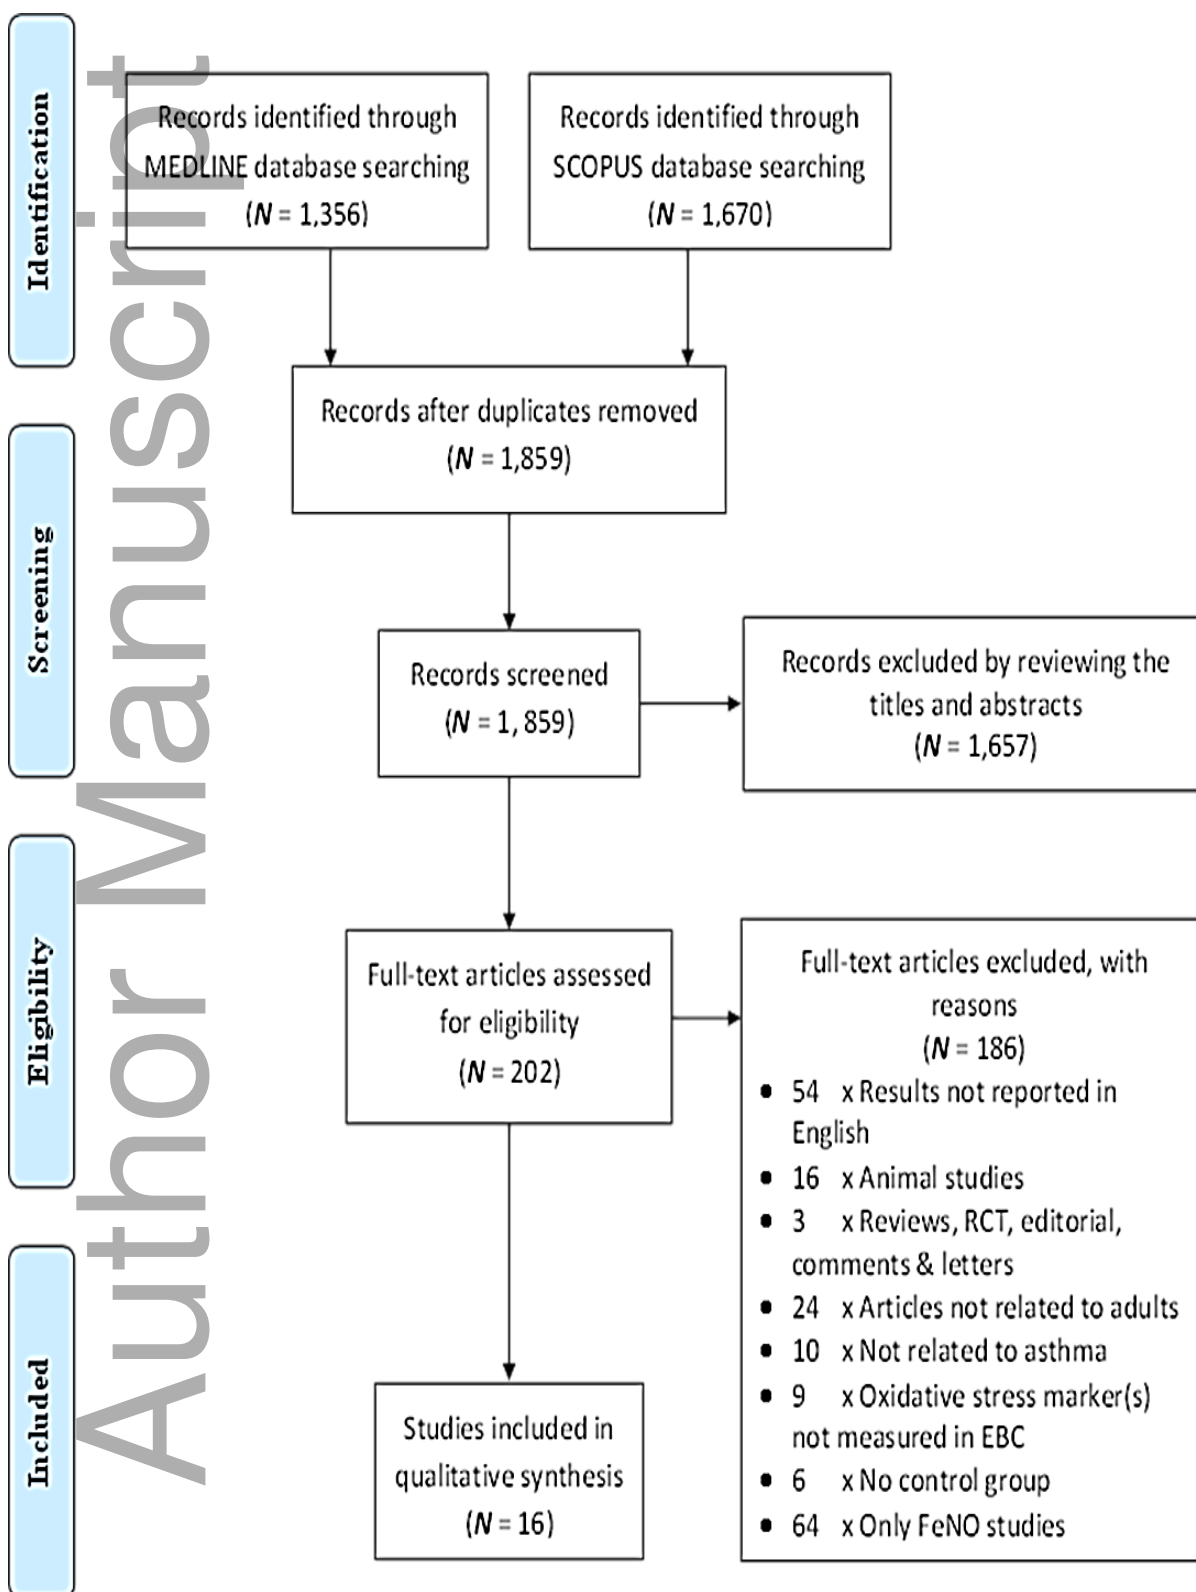 Identification
Records identified through
MEDLINE database searching
(N = 1,356)
Records identified through
SCOPUS database searching
(N = 1,670)
Records after duplicates removed
(N = 1,859)
Screening
Records screened
(N = 1, 859)
Records excluded by reviewing the
titles and abstracts
(N = 1,657)
Eligibility
Full-text articles assessed
for eligibility
(N = 202)
Full-text articles excluded, with
reasons
(N = 186)
• 54 x Results not reported in
English
• 16 x Animal studies
• 3 x Reviews, RCT, editorial,
comments & letters
• 24 x Articles not related to adults
• 10 x Not related to asthma
• 9 x Oxidative stress marker(s)
not measured in EBC
• 6 x No control group
• 64 x Only FeNO studies
Included
Studies included in
qualitative synthesis
(N = 16)
Author Manuscript